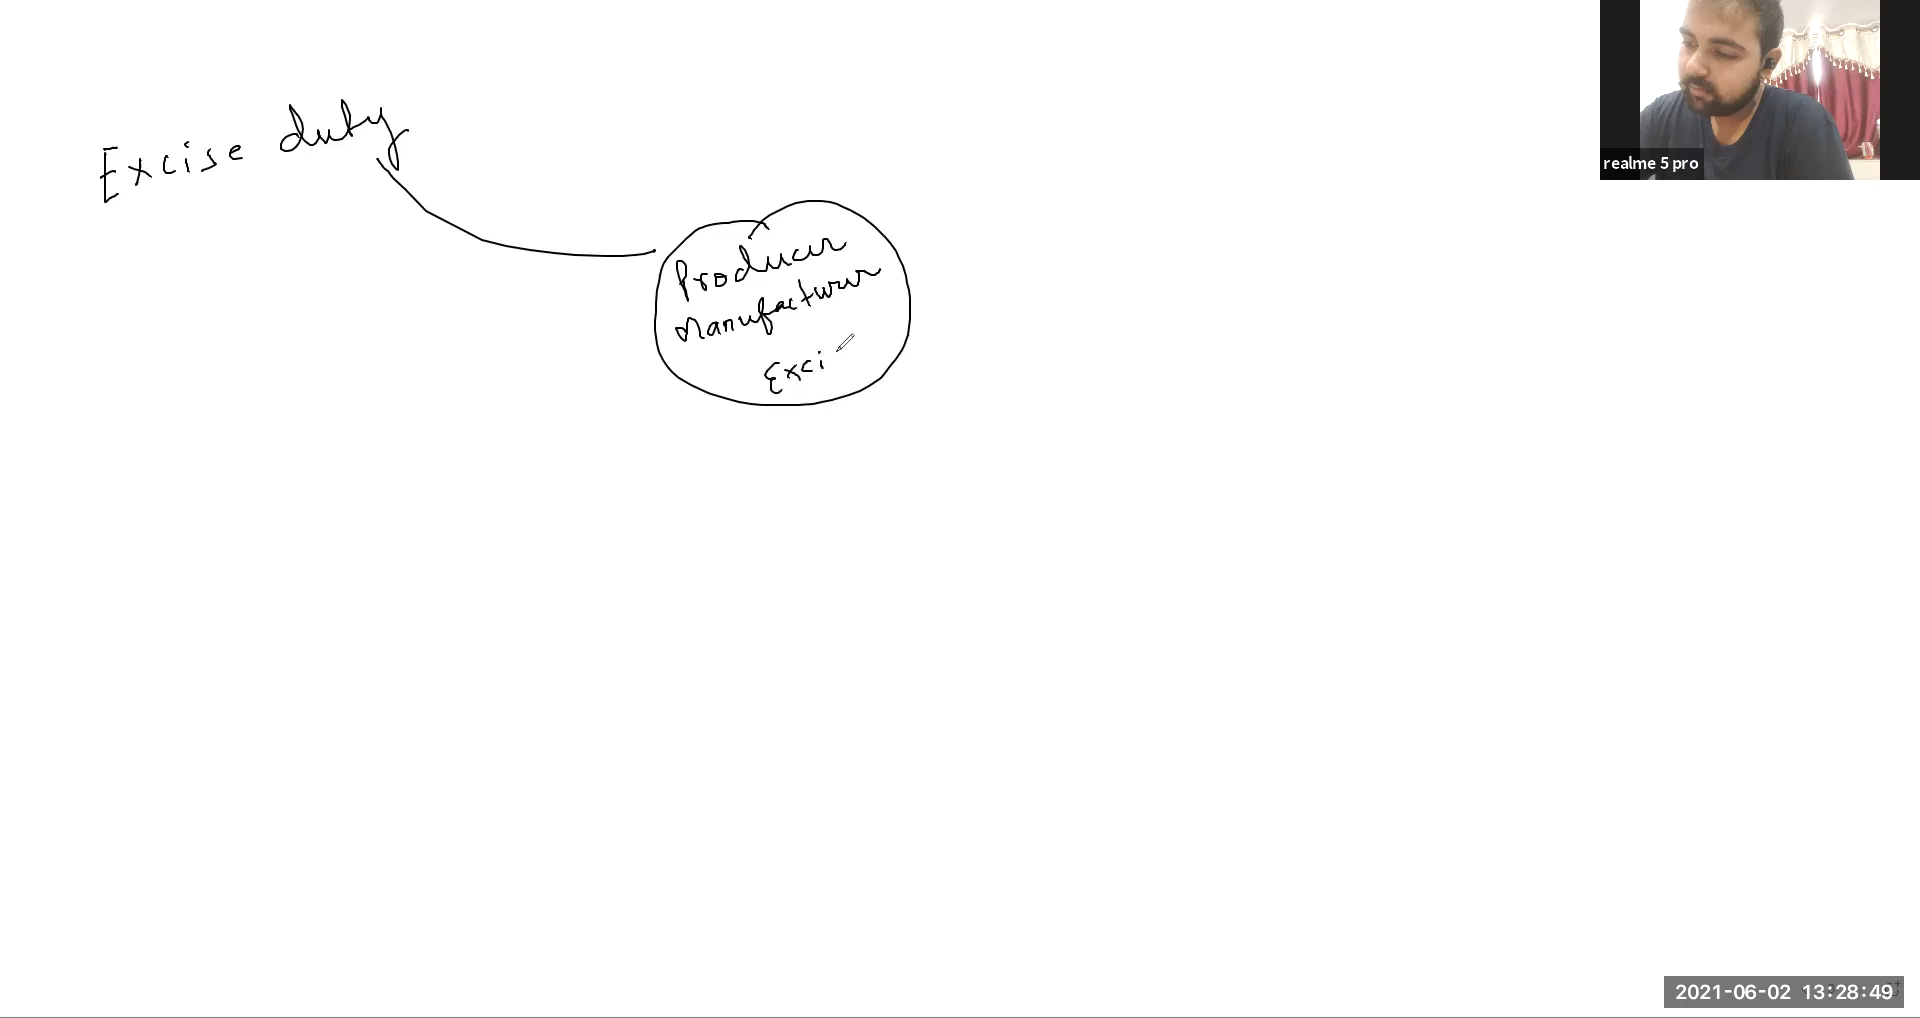 Excise duty
Producer
Manufacturer
Exci
realme 5 pro
2021-06-02 13:28:49